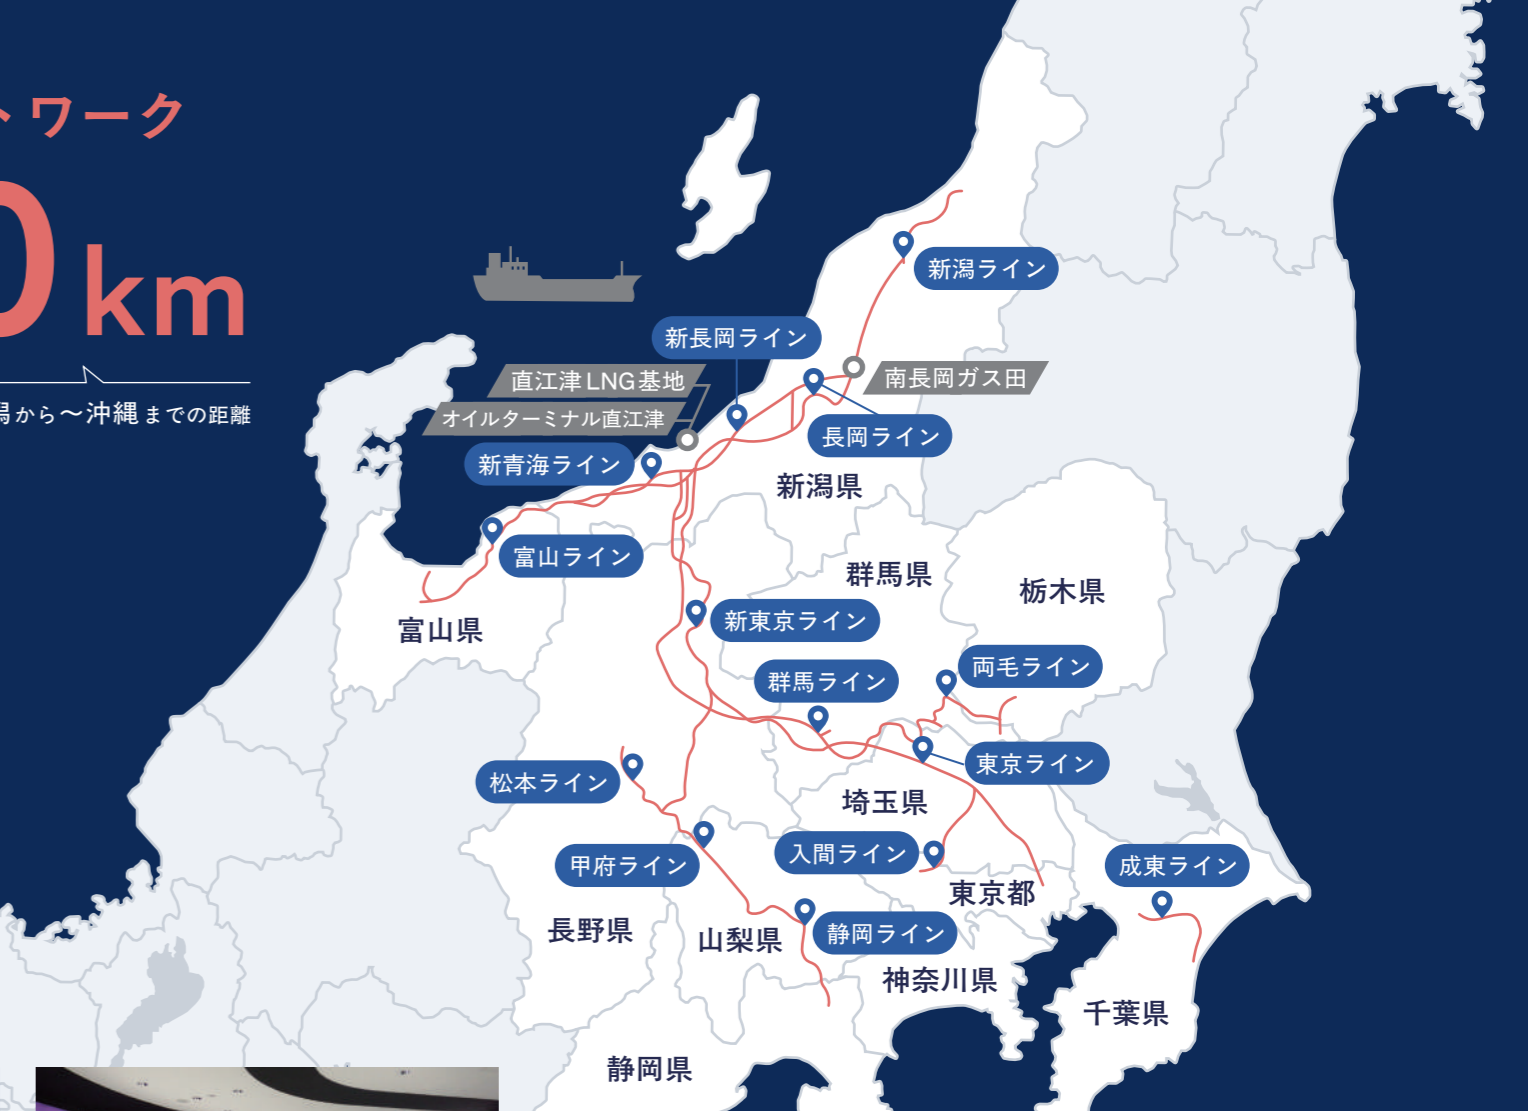 トワーク
0km
潟から〜沖縄までの距離
新潟ライン
新長岡ライン
直江津LNG基地
南長岡ガス田
オイルターミナル直江津
長岡ライン
新青海ライン
新潟県
富山ライン
群馬県
栃木県
富山県
新東京ライン
両毛ライン
群馬ライン
東京ライン
松本ライン
埼玉県
入間ライン
甲府ライン
成東ライン
東京都
長野県
山梨県
静岡ライン
神奈川県
千葉県
静岡県